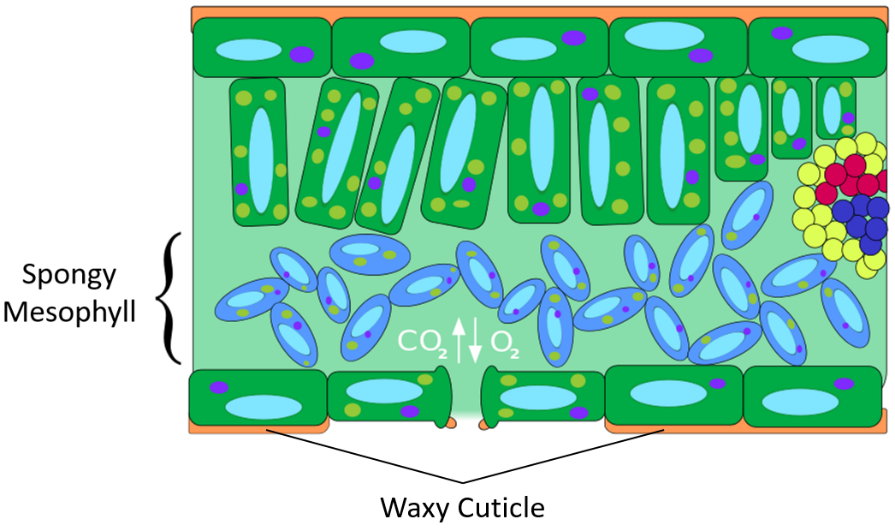 Spongy
Mesophyll
CO₂ O₂
Waxy Cuticle